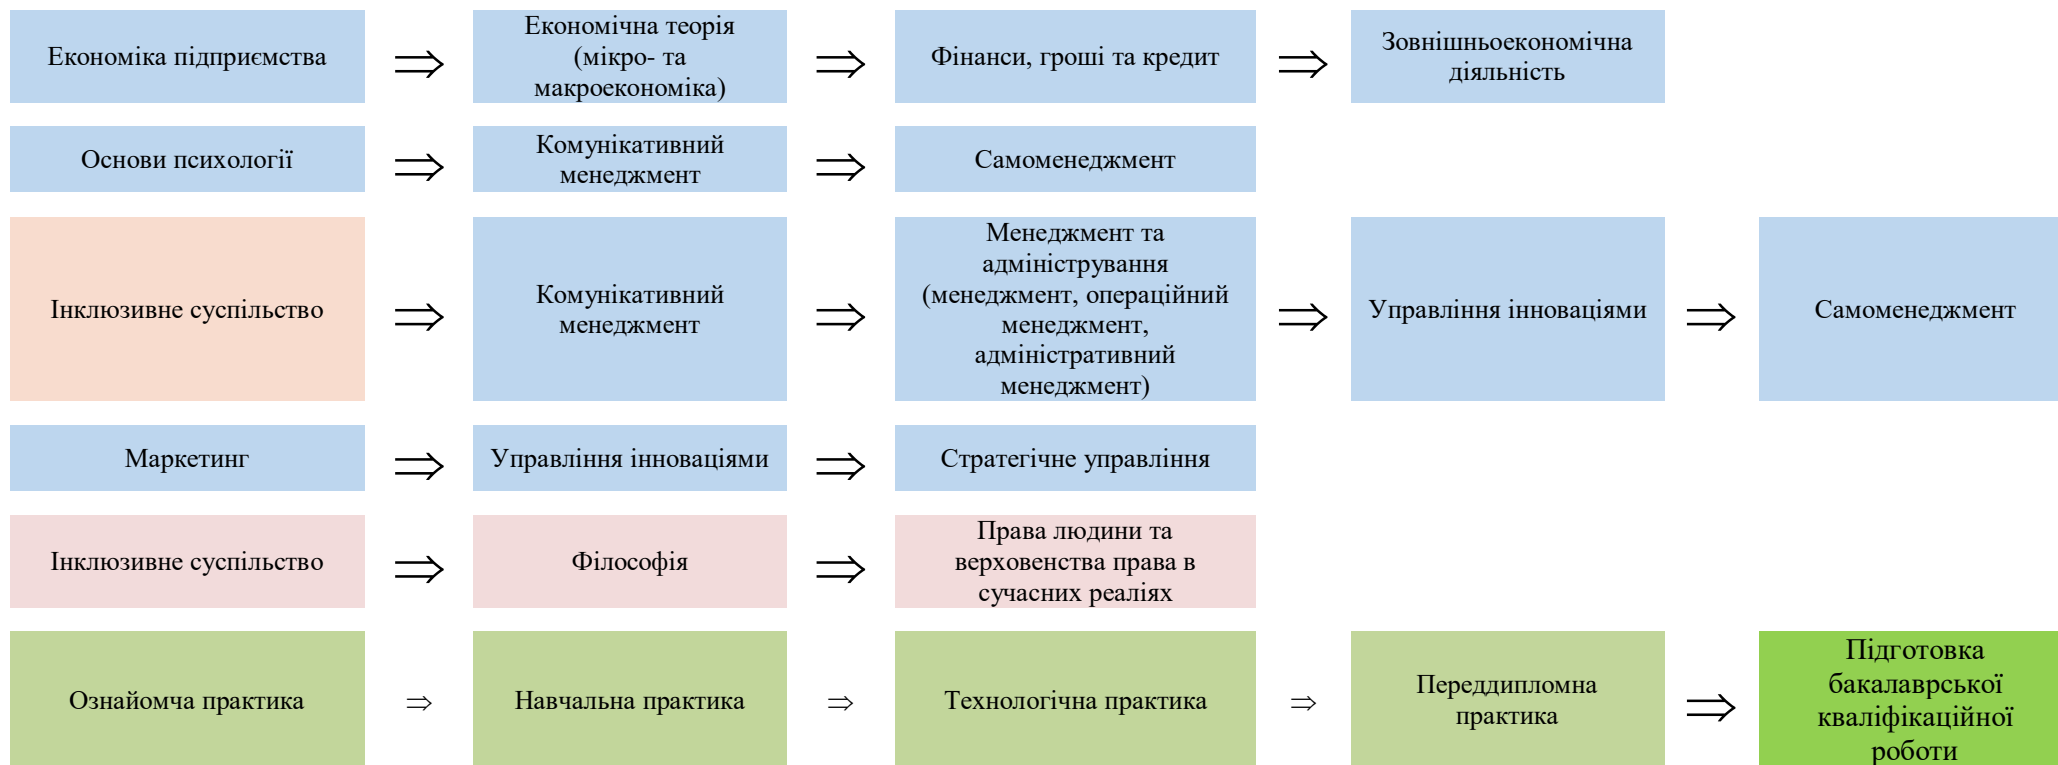 Економіка підприємства ⇒ Економічна теорія
(мікро- та
макроекономіка) ⇒ Фінанси, гроші та кредит ⇒ Зовнішньоекономічна
діяльність
Основи психології ⇒ Комунікативний
менеджмент ⇒ Самоменеджмент
Інклюзивне суспільство ⇒ Комунікативний
менеджмент ⇒ Менеджмент та
адміністрування
(менеджмент, операційний
менеджмент,
адміністративний
менеджмент) ⇒ Управління інноваціями ⇒ Самоменеджмент
Маркетинг ⇒ Управління інноваціями ⇒ Стратегічне управління
Інклюзивне суспільство ⇒ Філософія ⇒ Права людини та
верховенства права в
сучасних реаліях
Ознайомча практика ⇒ Навчальна практика ⇒ Технологічна практика ⇒ Переддипломна
практика ⇒ Підготовка
бакалаврської
кваліфікаційної
роботи